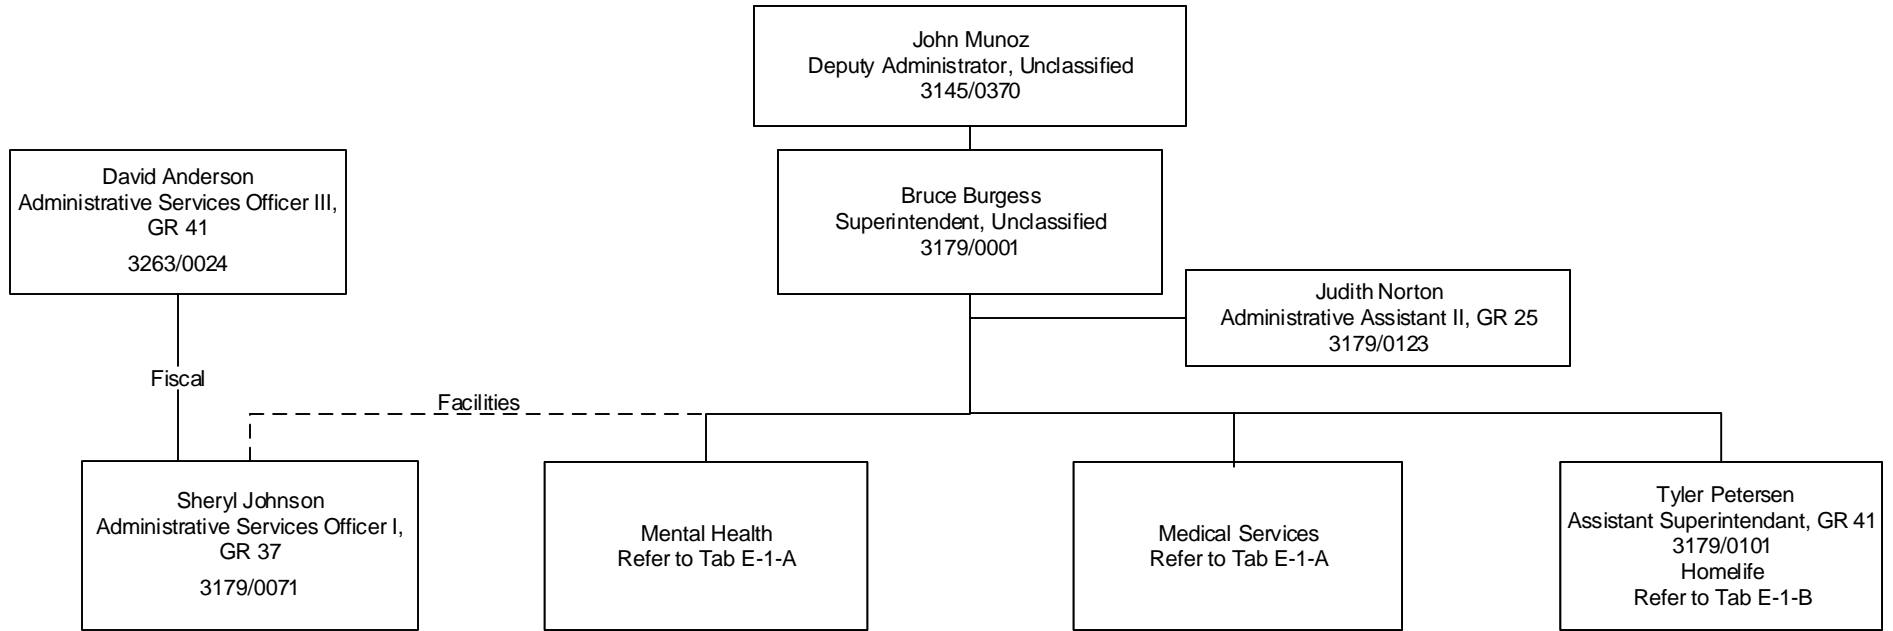 John Munoz
Deputy Administrator, Unclassified
3145/0370
David Anderson
Administrative Services Officer III,
GR 41
3263/0024
Bruce Burgess
Superintendent, Unclassified
3179/0001
Judith Norton
Administrative Assistant II, GR 25
3179/0123
Fiscal
Facilities
Sheryl Johnson
Administrative Services Officer I,
GR 37
3179/0071
Mental Health
Refer to Tab E-1-A
Medical Services
Refer to Tab E-1-A
Tyler Petersen
Assistant Superintendant, GR 41
3179/0101
Homelife
Refer to Tab E-1-B